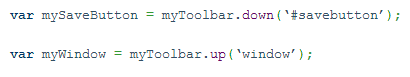 var mySaveButton = myToolbar.down(‘#savebutton’);
var myWindow = myToolbar.up(‘window’);